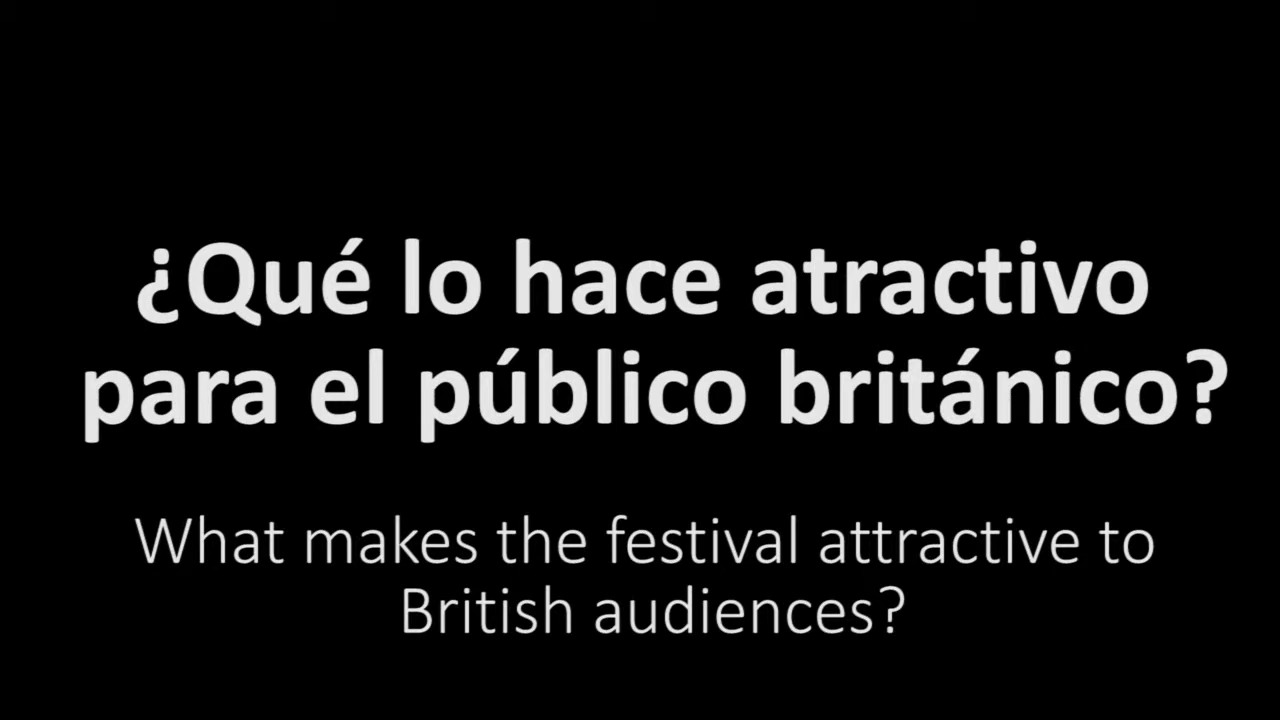 ¿Qué lo hace atractivo
para el público británico?
What makes the festival attractive to
British audiences?